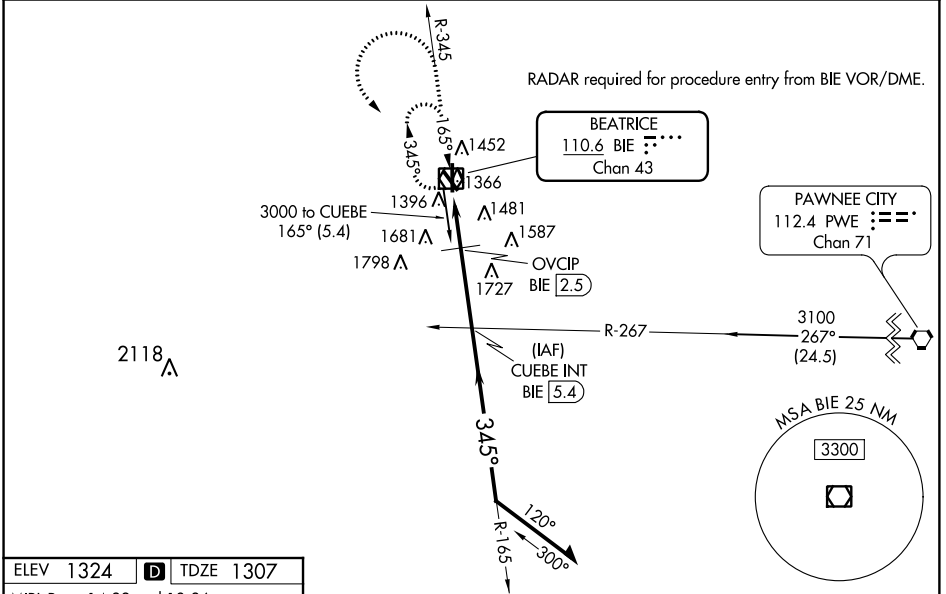 R-345
RADAR required for procedure entry from BIE VOR/DME.
BEATRICE
110.6 BIE
Chan 43
165°
345°
1452
1366
1396
1481
3000 to CUEBE
165° (5.4)
1681
1587
1798
OVCIP
BIE 2.5
1727
PAWNEE CITY
112.4 PWE
Chan 71
R-267
3100
267°
(24.5)
2118
(IAF)
CUEBE INT
BIE 5.4
MSA BIE 25 NM
3300
345°
120°
300°
R-165
ELEV 1324 D TDZE 1307